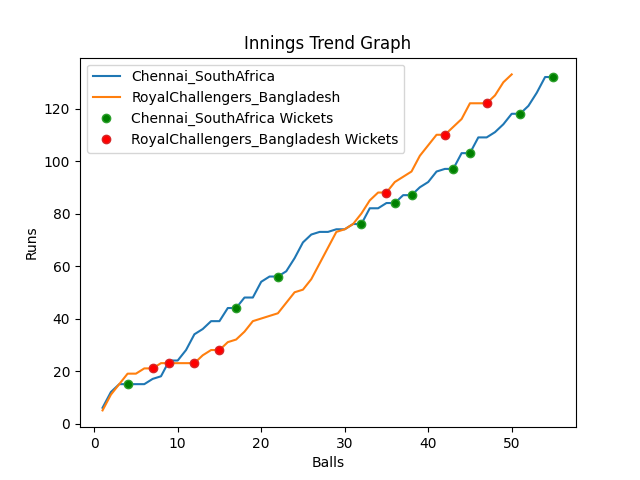 Innings Trend Graph
Chennai_SouthAfrica
RoyalChallengers_Bangladesh
Chennai_SouthAfrica Wickets
RoyalChallengers_Bangladesh Wickets
Runs
120
100
80
60
40
20
0
0 10 20 30 40 50
Balls